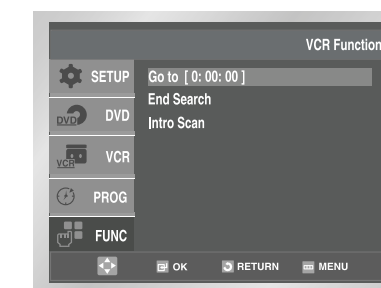 VCR Function
SETUP
Go to [ 0: 00: 00 ]
End Search
DVD DVD
Intro Scan
VCR VCR
PROG
FUNC
OK RETURN MENU